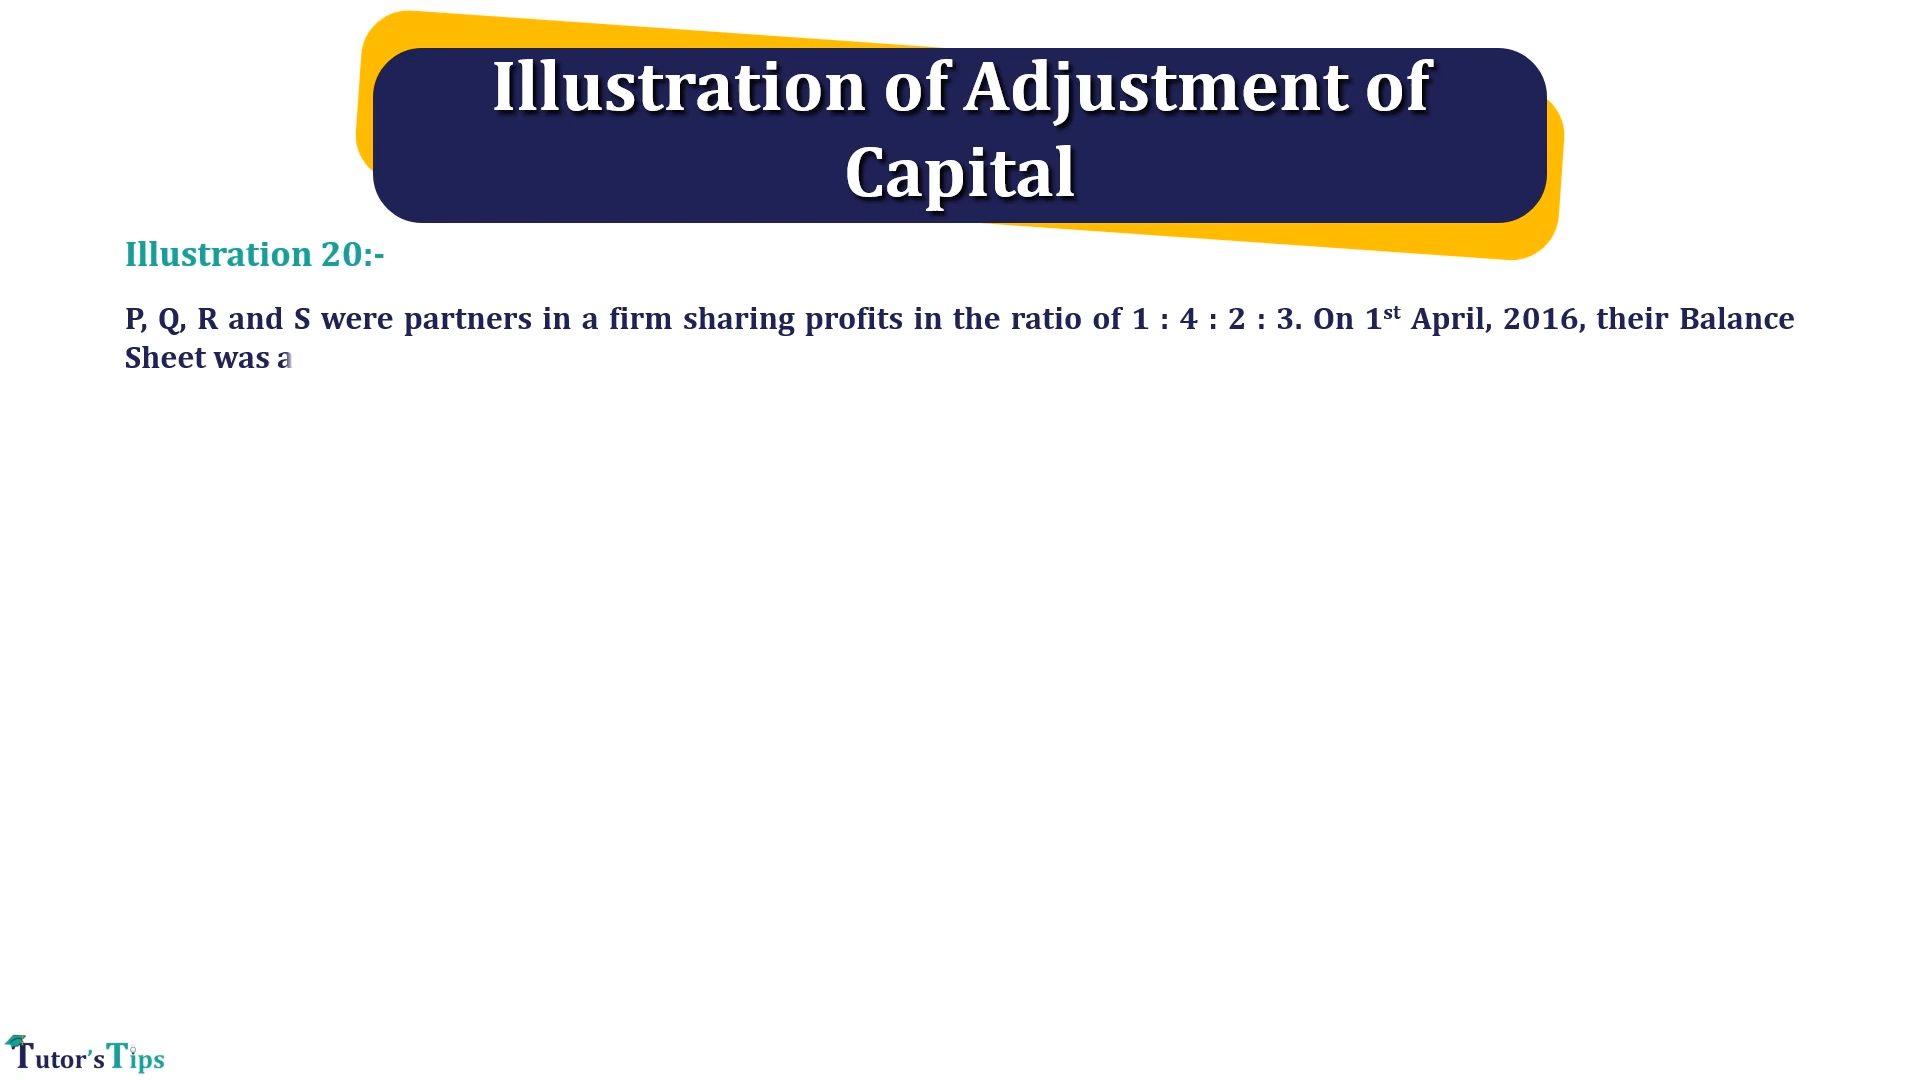 Illustration of Adjustment of
Capital
Illustration 20:-
P, Q, R and S were partners in a firm sharing profits in the ratio of 1 : 4 : 2 : 3. On 1st April, 2016, their Balance
Sheet was a
Tutor'sTips